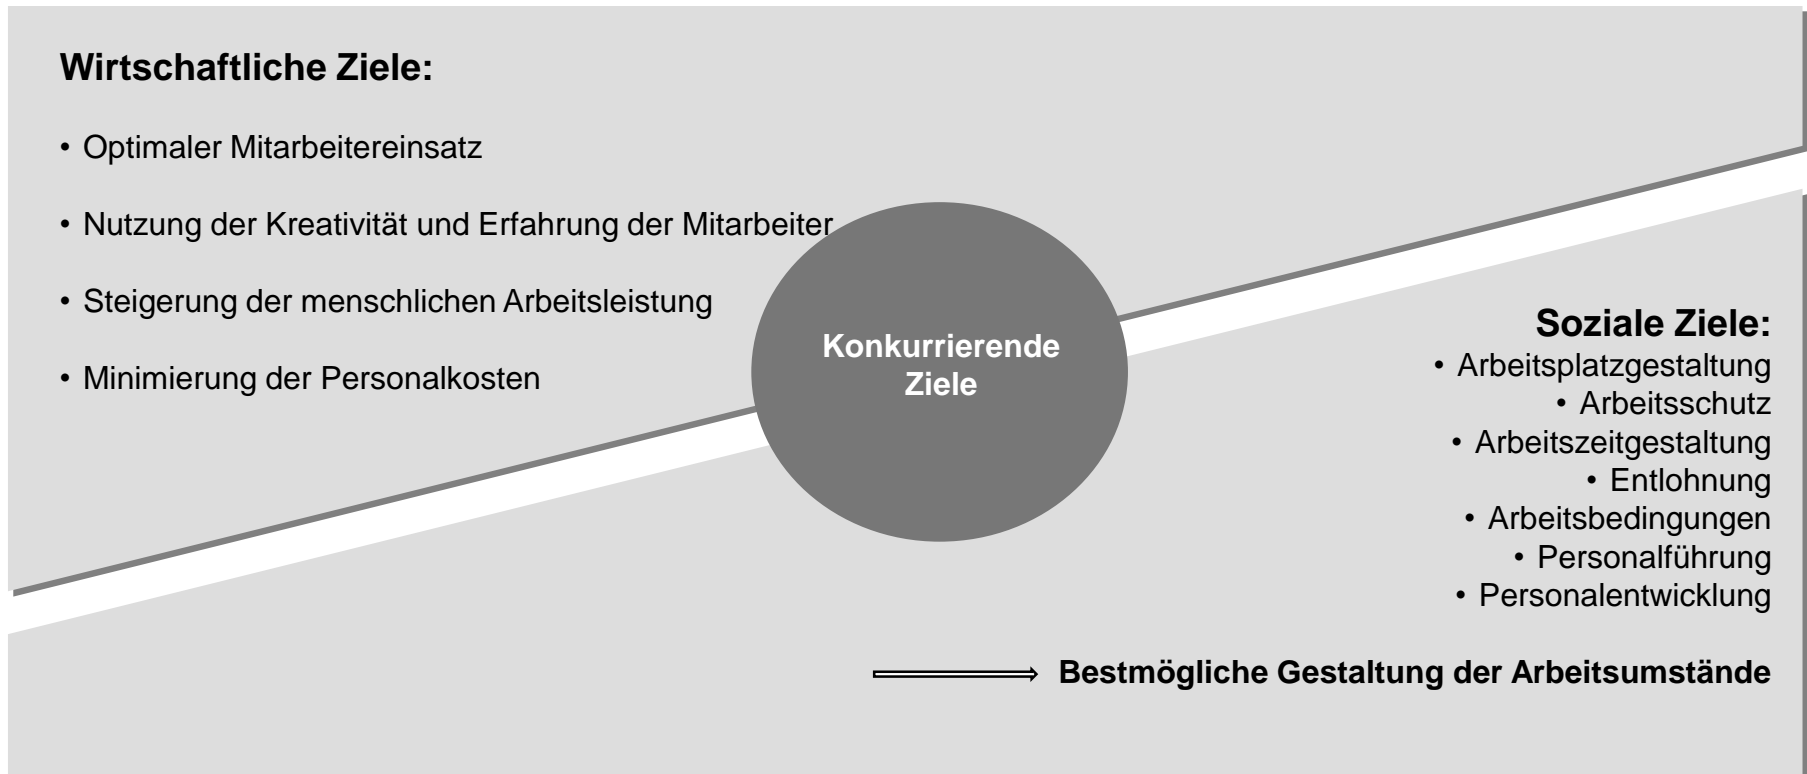 Wirtschaftliche Ziele:
• Optimaler Mitarbeitereinsatz
• Nutzung der Kreativität und Erfahrung der Mitarbeiter
• Steigerung der menschlichen Arbeitsleistung
• Minimierung der Personalkosten
Konkurrierende
Ziele
Soziale Ziele:
• Arbeitsplatzgestaltung
• Arbeitsschutz
• Arbeitszeitgestaltung
• Entlohnung
• Arbeitsbedingungen
• Personalführung
• Personalentwicklung
Bestmögliche Gestaltung der Arbeitsumstände